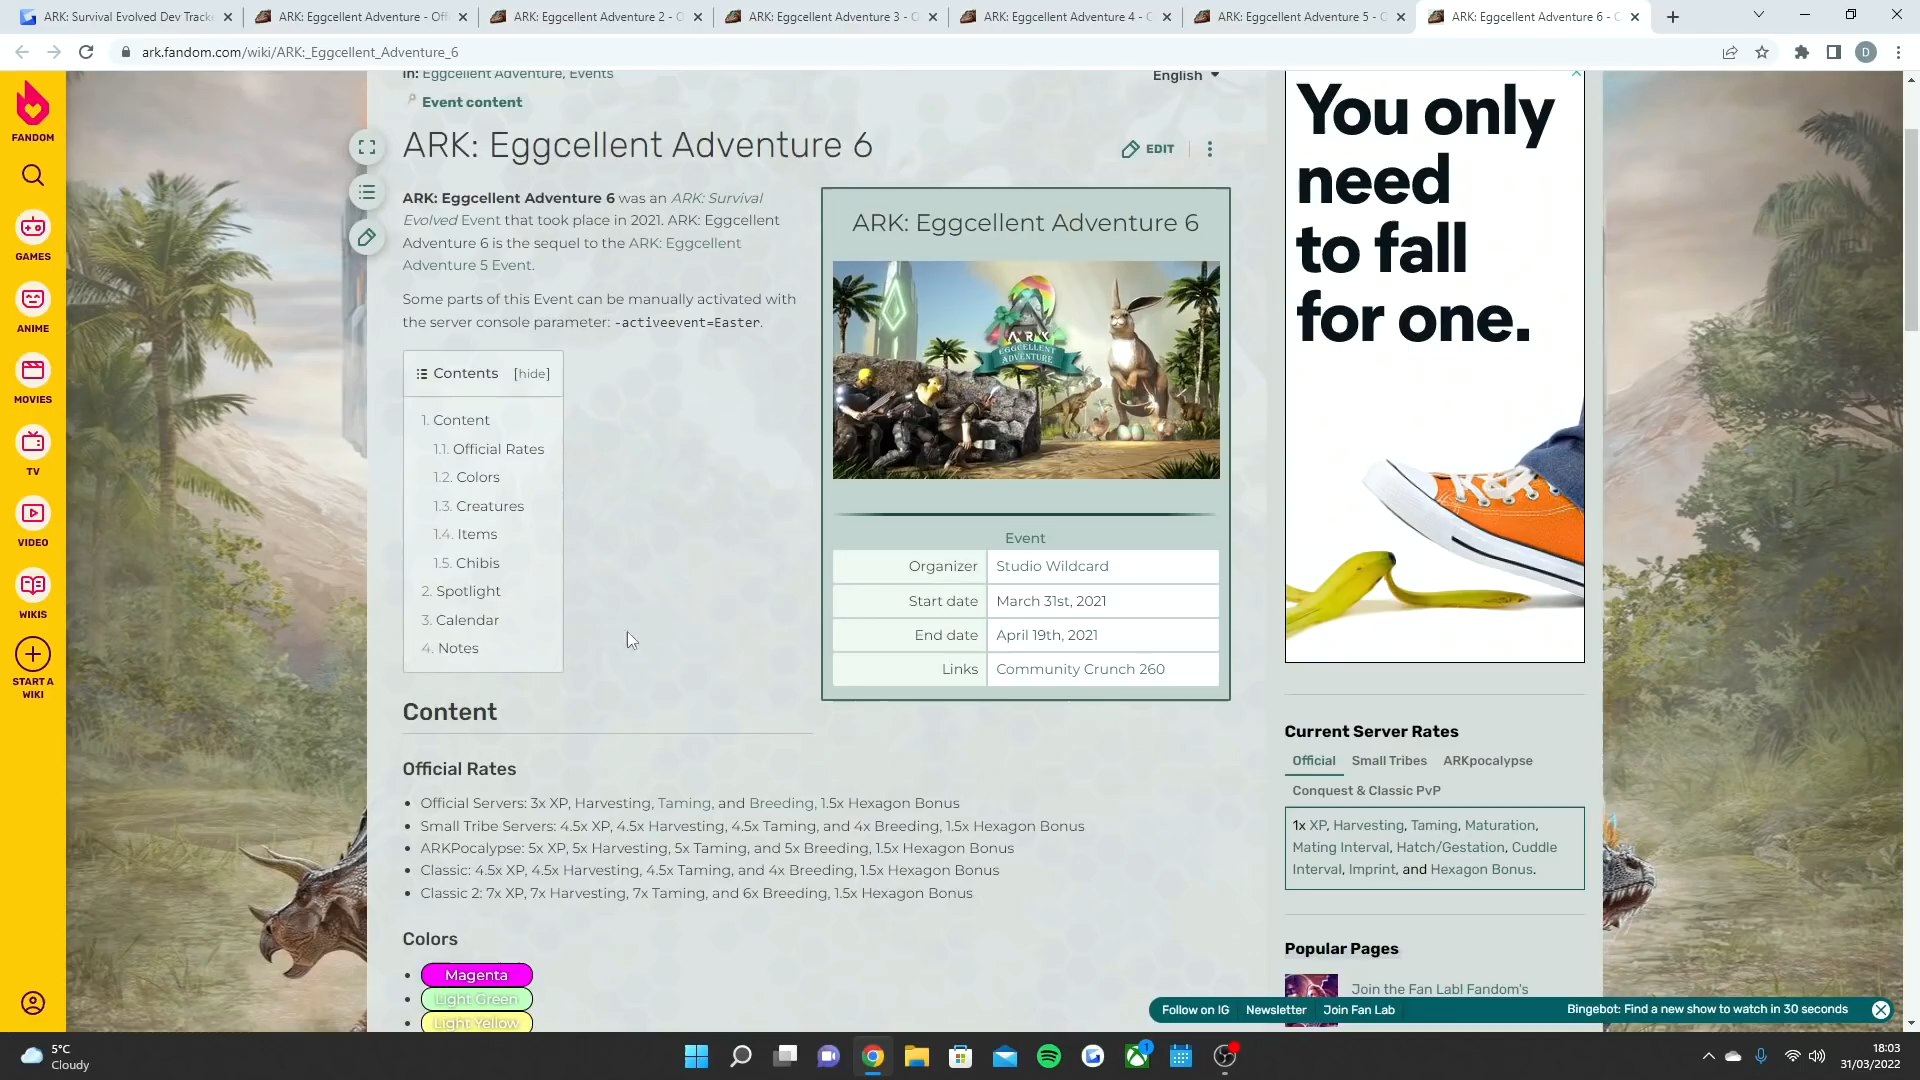 ARK: Survival Evolved Dev Track
ARK: Eggcellent Adventure - Off
ARK: Eggcellent Adventure 2 - O
ARK: Eggcellent Adventure 3 - O
ARK: Eggcellent Adventure 4 - O
ARK: Eggcellent Adventure 5 - O
ARK: Eggcellent Adventure 6 - O
ark.fandom.com/wiki/ARK:_Eggcellent_Adventure_6
D
FANDOM
GAMES
ANIME
MOVIES
TV
VIDEO
WIKIS
START A
WIKI
in: Eggcellent Adventure, Events
English
Event content
ARK: Eggcellent Adventure 6
EDIT
ARK: Eggcellent Adventure 6 was an ARK: Survival
Evolved Event that took place in 2021. ARK: Eggcellent
Adventure 6 is the sequel to the ARK: Eggcellent
Adventure 5 Event.
Some parts of this Event can be manually activated with
the server console parameter: -activeevent=Easter.
Contents [hide]
1. Content
1.1. Official Rates
1.2. Colors
1.3. Creatures
1.4. Items
1.5. Chibis
2. Spotlight
3. Calendar
4. Notes
ARK: Eggcellent Adventure 6
ARK
EGGCELLENT
ADVENTURE
Event
Organizer Studio Wildcard
Start date March 31st, 2021
End date April 19th, 2021
Links Community Crunch 260
Content
Official Rates
• Official Servers: 3x XP, Harvesting, Taming, and Breeding, 1.5x Hexagon Bonus
• Small Tribe Servers: 4.5x XP, 4.5x Harvesting, 4.5x Taming, and 4x Breeding, 1.5x Hexagon Bonus
• ARKPocalypse: 5x XP, 5x Harvesting, 5x Taming, and 5x Breeding, 1.5x Hexagon Bonus
• Classic: 4.5x XP, 4.5x Harvesting, 4.5x Taming, and 4x Breeding, 1.5x Hexagon Bonus
• Classic 2: 7x XP, 7x Harvesting, 7x Taming, and 6x Breeding, 1.5x Hexagon Bonus
Colors
• Magenta
• Light Green
• Light Yellow
You only
need
to fall
for one.
Current Server Rates
Official Small Tribes ARKpocalypse
Conquest & Classic PvP
1x XP, Harvesting, Taming, Maturation,
Mating Interval, Hatch/Gestation, Cuddle
Interval, Imprint, and Hexagon Bonus.
Popular Pages
Join the Fan Lab! Fandom's
Follow on IG Newsletter Join Fan Lab Bingebot: Find a new show to watch in 30 seconds
5°C
Cloudy
1
18:03
31/03/2022